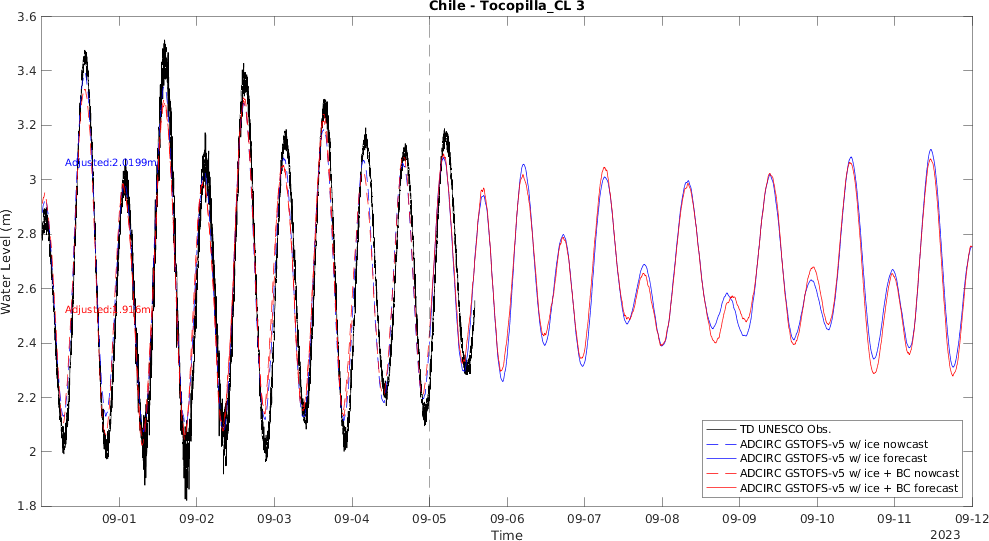 Chile - Tocopilla_CL 3
3.6
3.4
3.2
3
2.8
2.6
2.4
2.2
2
1.8
Water Level (m)
Adjusted:2.0199m
Adjusted:1.916m
09-01 09-02 09-03 09-04 09-05 09-06 09-07 09-08 09-09 09-10 09-11 09-12
Time
2023
TD UNESCO Obs.
ADCIRC GSTOFS-v5 w/ ice nowcast
ADCIRC GSTOFS-v5 w/ ice forecast
ADCIRC GSTOFS-v5 w/ ice + BC nowcast
ADCIRC GSTOFS-v5 w/ ice + BC forecast